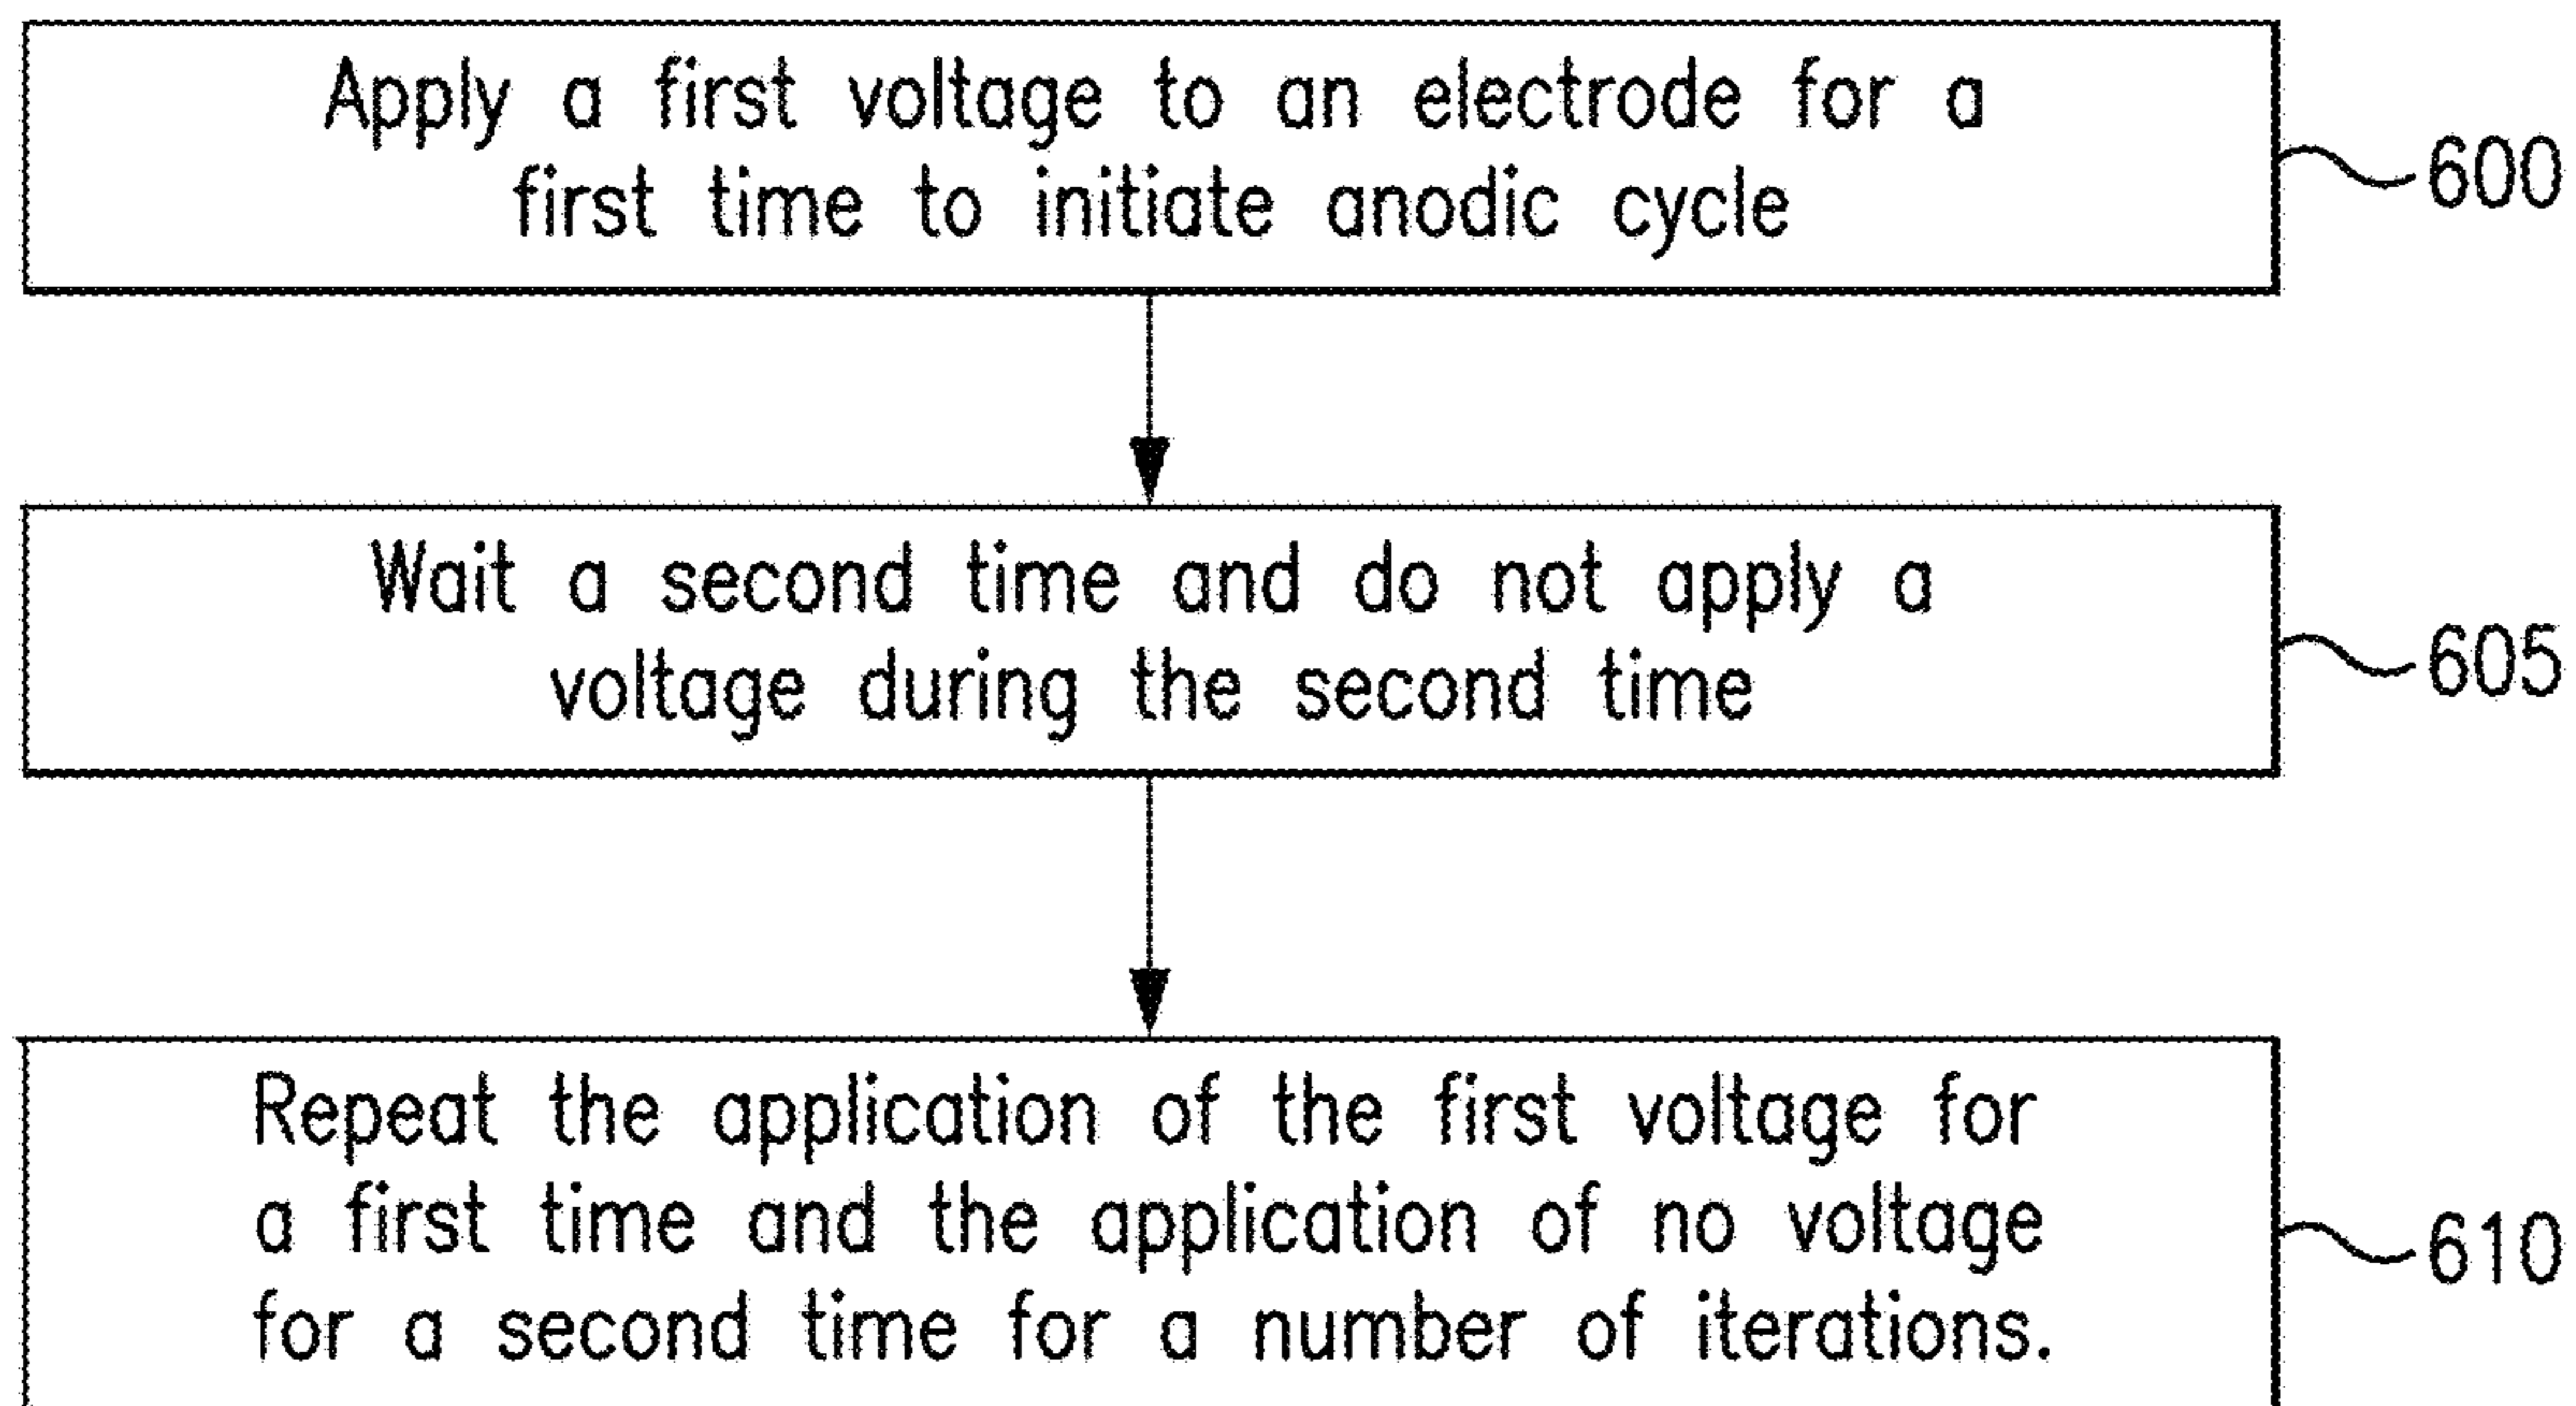 Apply a first voltage to an electrode for a
first time to initiate anodic cycle
600
Wait a second time and do not apply a
voltage during the second time
605
Repeat the application of the first voltage for
a first time and the application of no voltage
for a second time for a number of iterations.
610